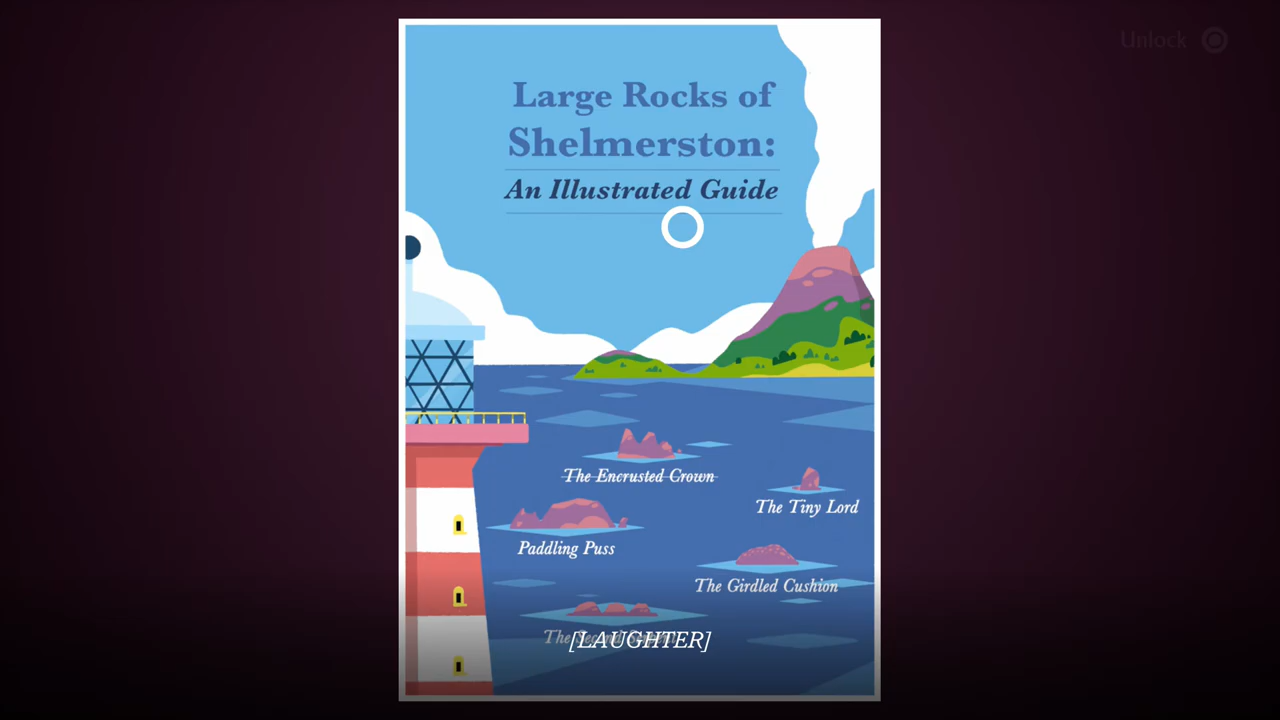 Unlock
Large Rocks of
Shelmerston:
An Illustrated Guide
The Encrusted Crown
The Tiny Lord
Paddling Puss
The Girdled Cushion
The
[LAUGHTER]